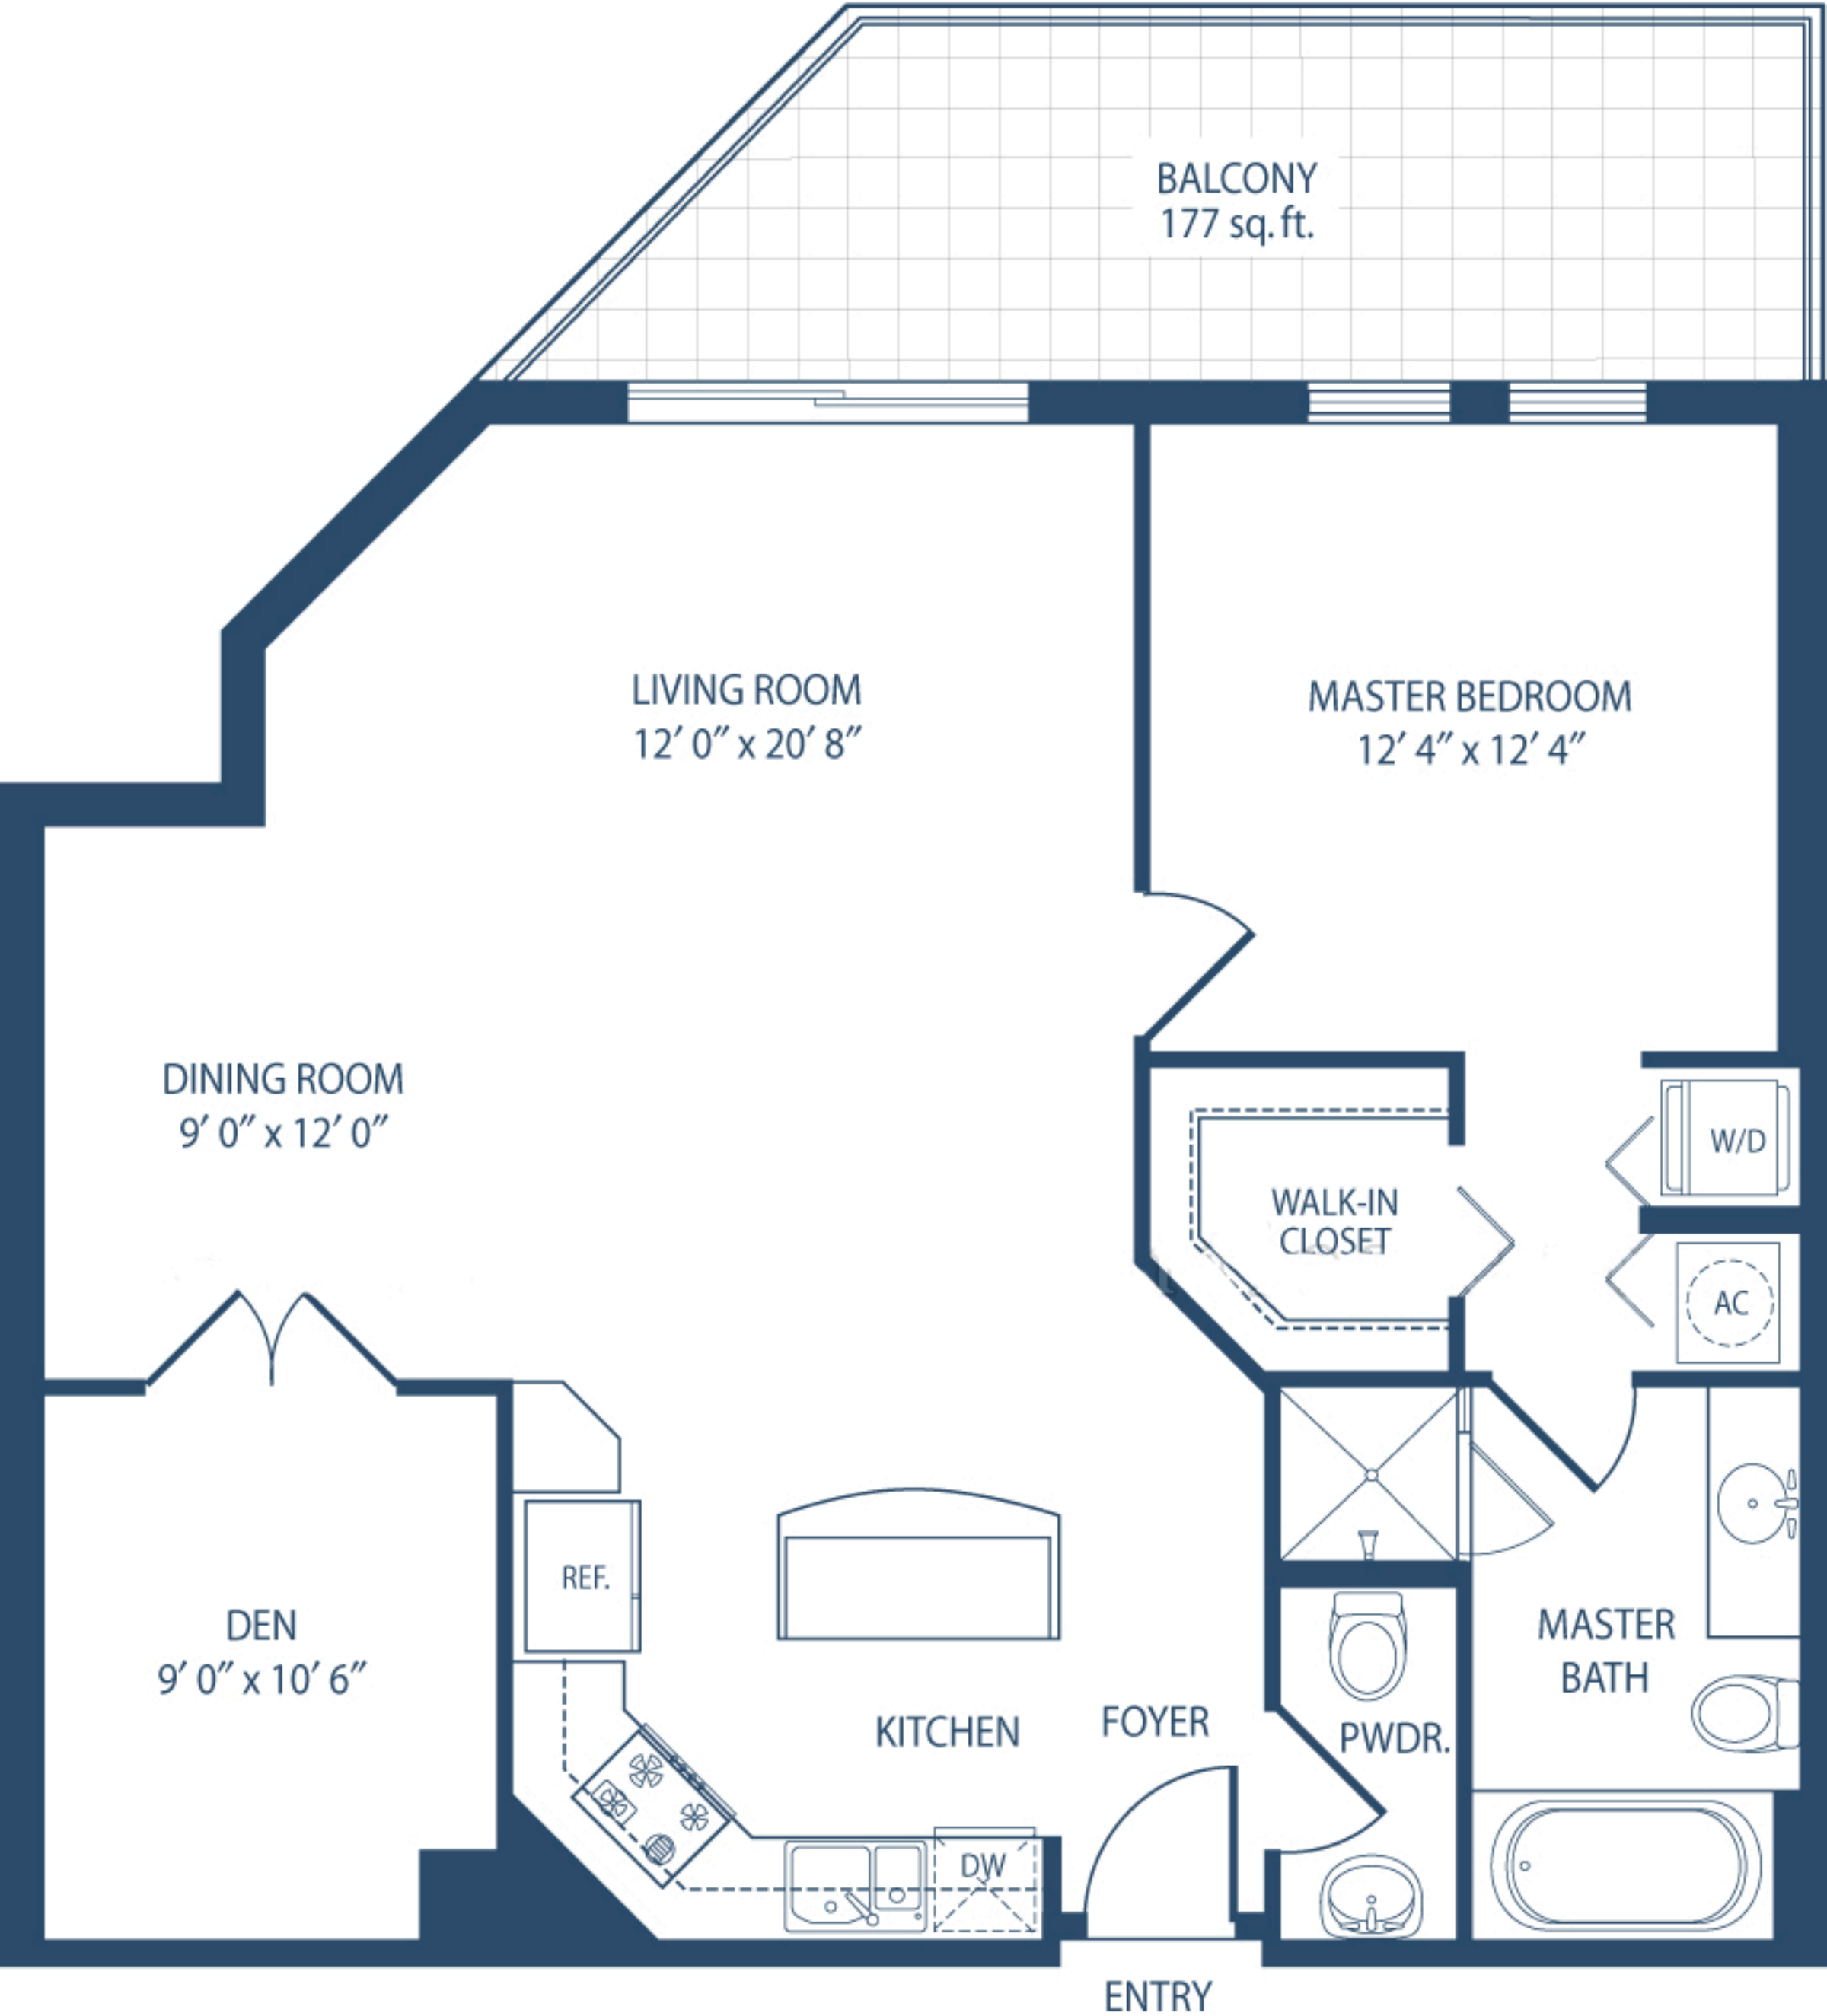 BALCONY
177 sq. ft.
LIVING ROOM
12′ 0″ x 20′ 8″
MASTER BEDROOM
12′ 4″ x 12′ 4″
DINING ROOM
9′ 0″ x 12′ 0″
W/D
WALK-IN
CLOSET
AC
REF.
DEN
9′ 0″ x 10′ 6″
MASTER
BATH
KITCHEN
FOYER
PWDR.
DW
ENTRY